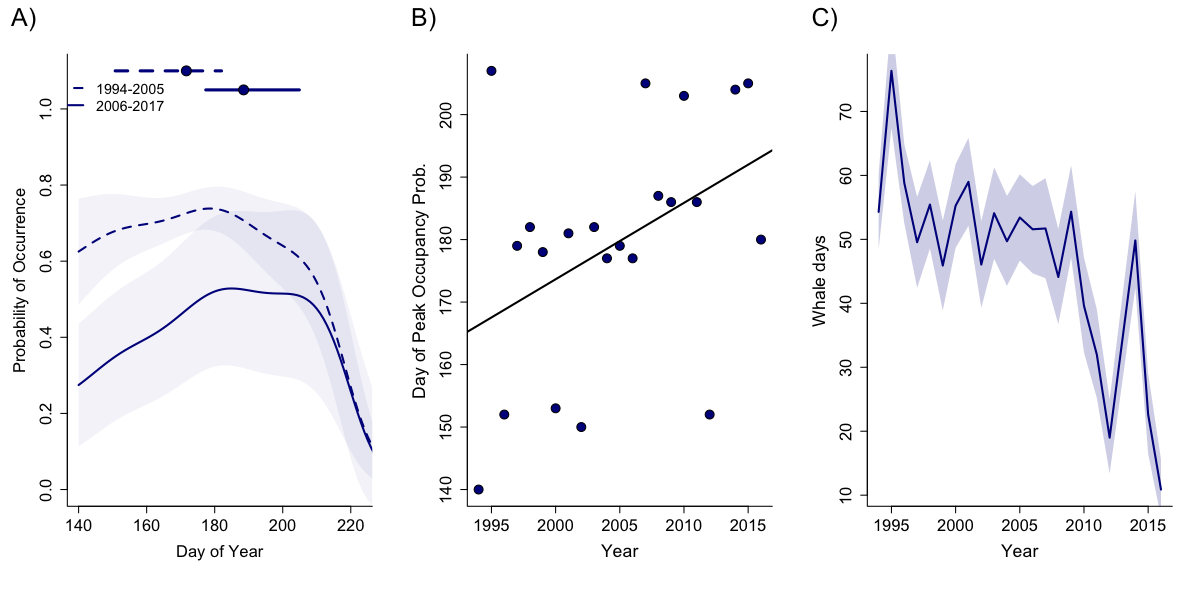 A)
1994-2005
2006-2017
Probability of Occurrence
1.0
0.8
0.6
0.4
0.2
0.0
140 160 180 200 220
Day of Year
B)
Day of Peak Occupancy Prob.
200
190
180
170
160
150
140
1995 2000 2005 2010 2015
Year
C)
Whale days
70
60
50
40
30
20
10
1995 2000 2005 2010 2015
Year